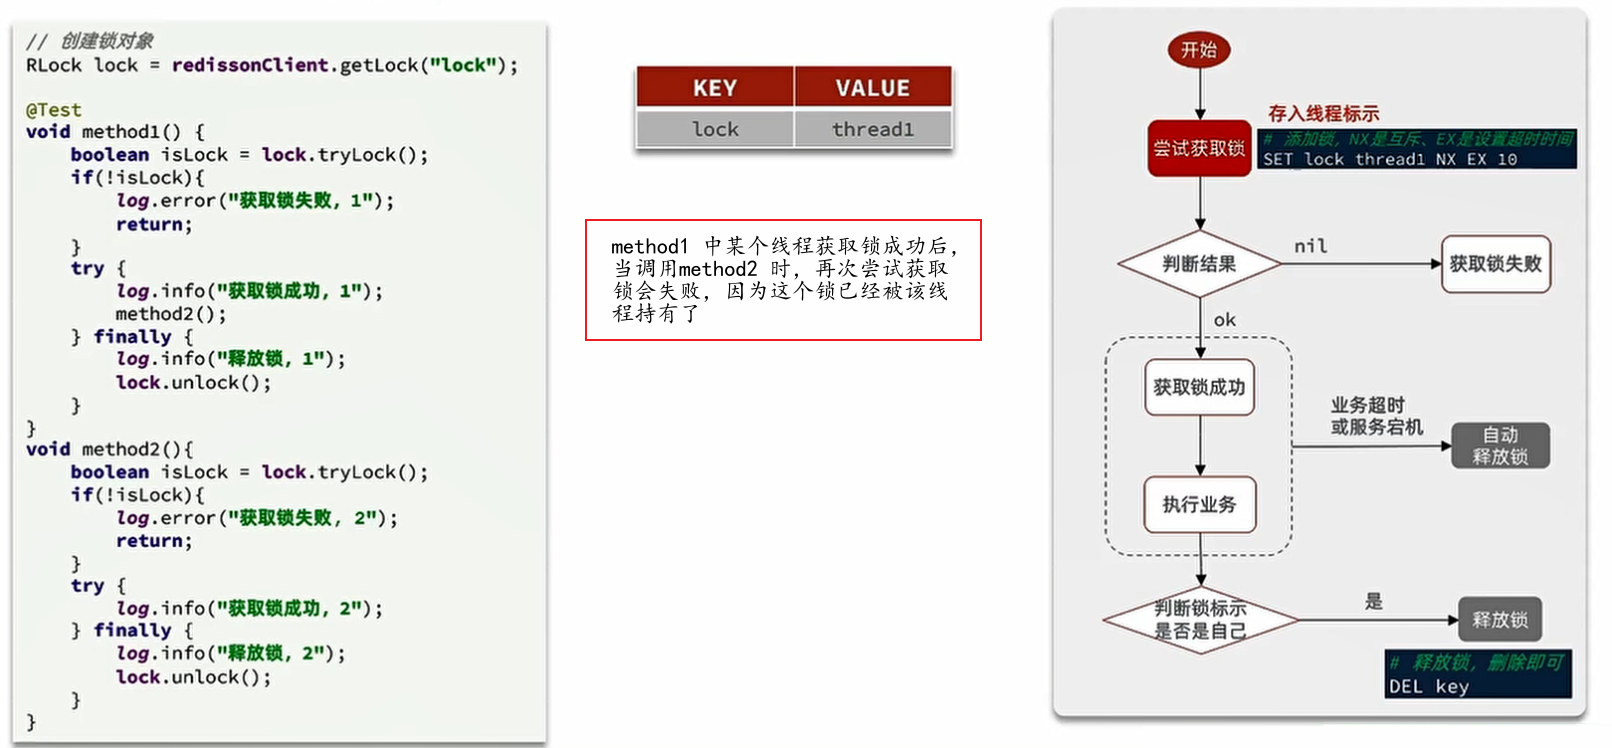 // 创建锁对象
RLock lock = redissonClient.getLock("lock");
@Test
void method1() {
    boolean isLock = lock.tryLock();
    if(!isLock){
        log.error("获取锁失败, 1");
        return;
    }
    try {
        log.info("获取锁成功, 1");
        method2();
    } finally {
        log.info("释放锁, 1");
        lock.unlock();
    }
}
void method2(){
    boolean isLock = lock.tryLock();
    if(!isLock){
        log.error("获取锁失败, 2");
        return;
    }
    try {
        log.info("获取锁成功, 2");
    } finally {
        log.info("释放锁, 2");
        lock.unlock();
    }
}
KEY VALUE
lock thread1
method1 中某个线程获取锁成功后,
当调用method2 时, 再次尝试获取
锁会失败, 因为这个锁已经被该线
程持有了
开始
存入线程标示
尝试获取锁
# 添加锁, NX是互斥、EX是设置超时时间
SET lock thread1 NX EX 10
判断结果
nil
获取锁失败
ok
获取锁成功
业务超时
或服务宕机
自动
释放锁
执行业务
判断锁标示
是否是自己
是
释放锁
# 释放锁, 删除即可
DEL key